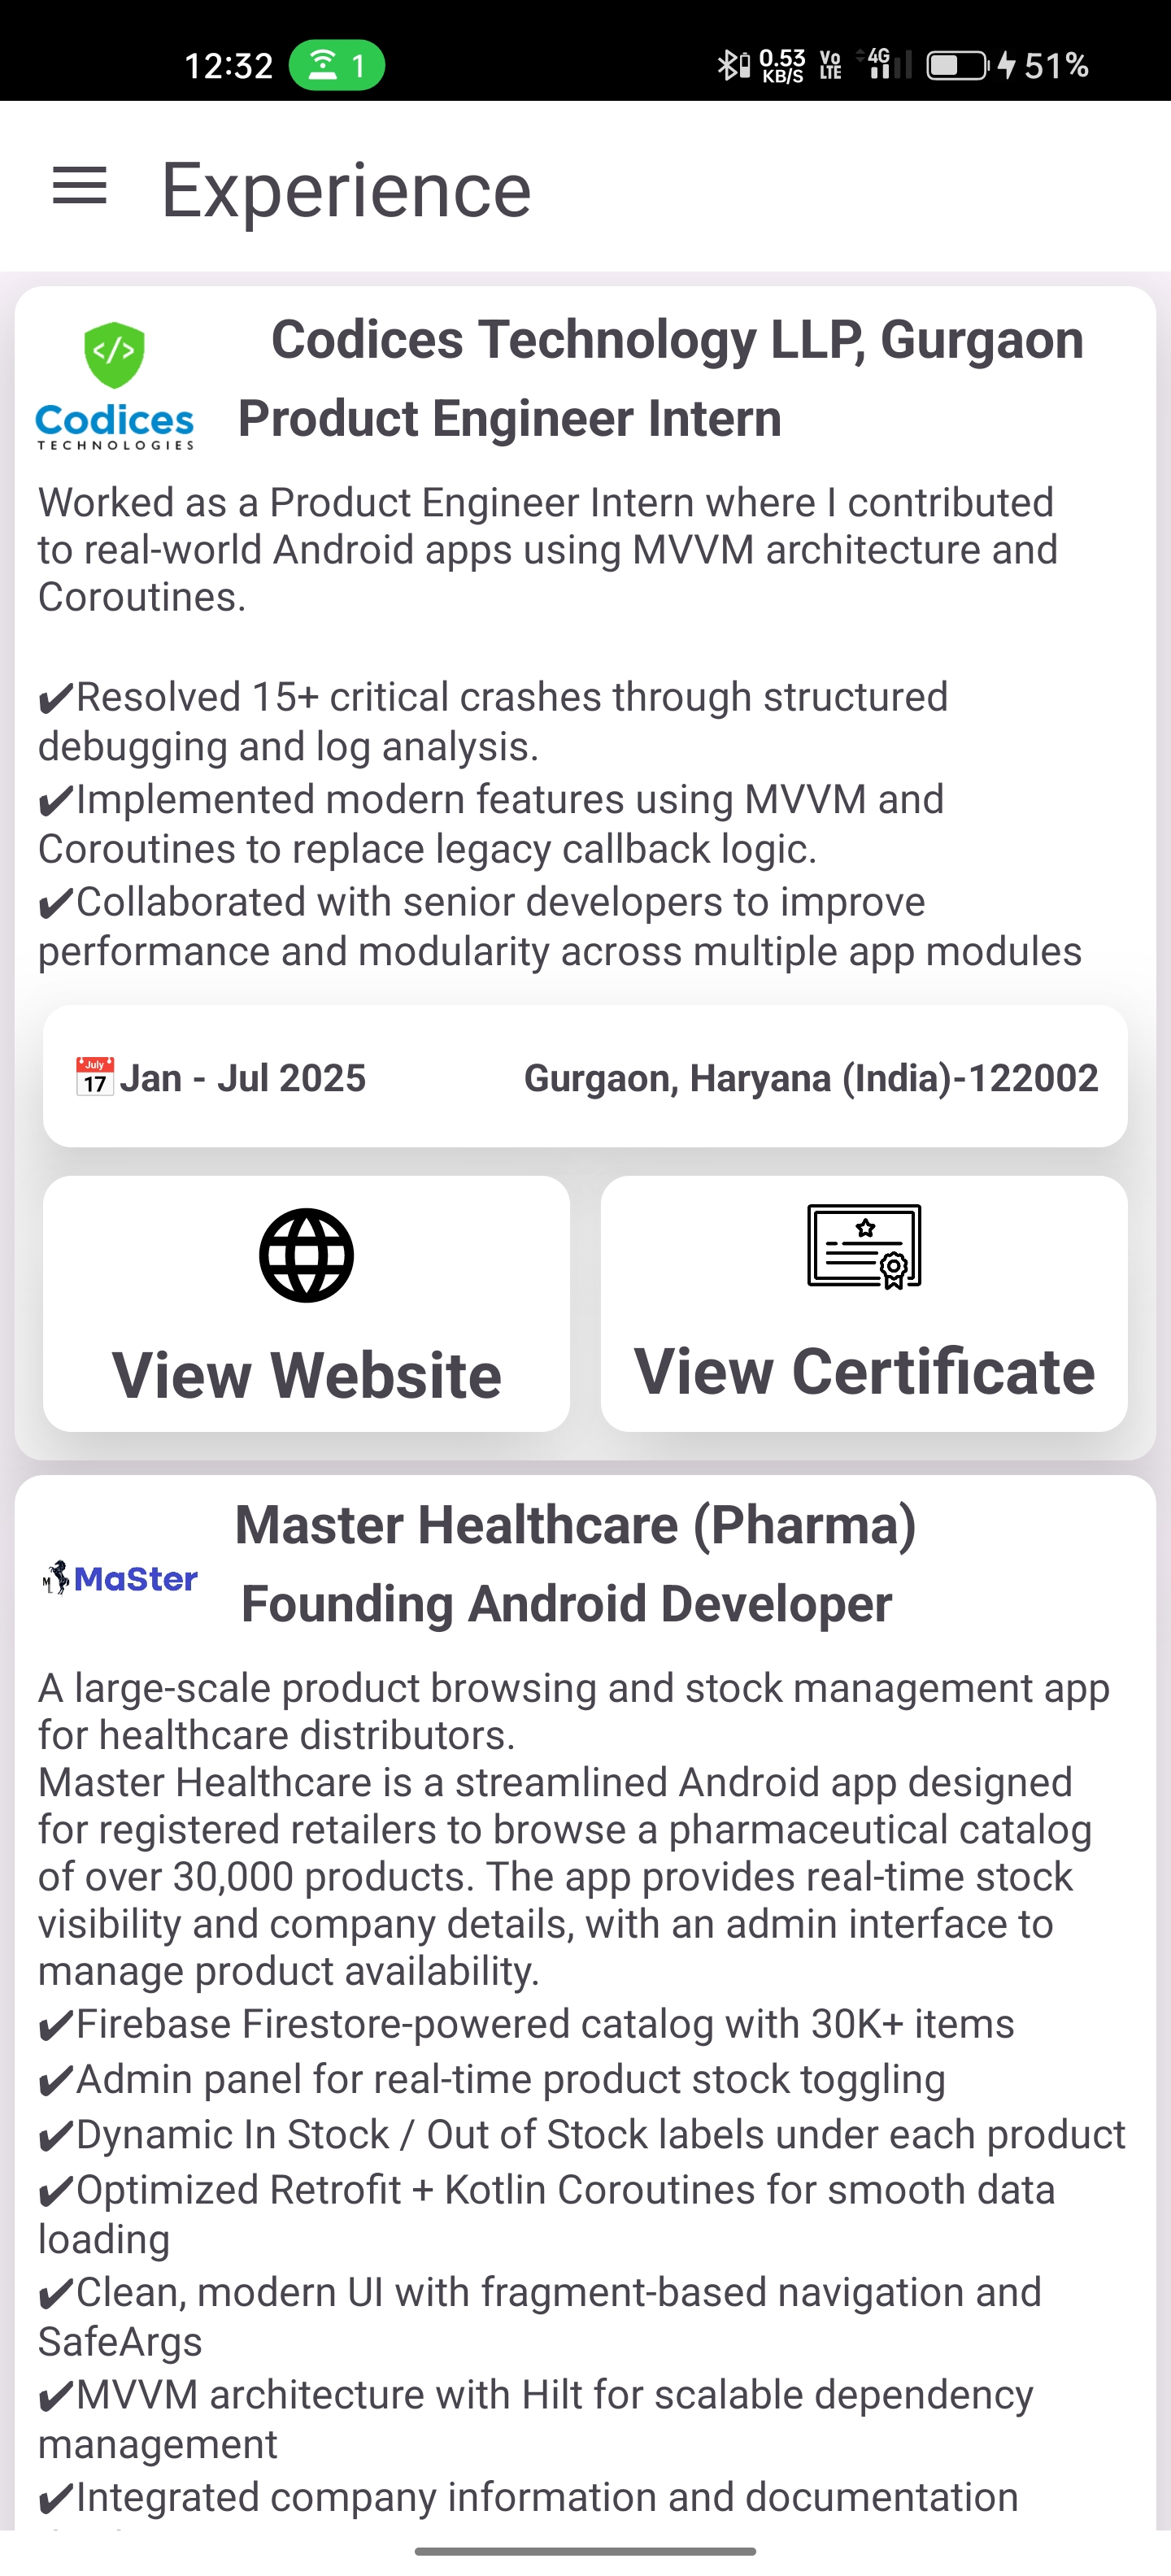 12:32 1 0.53 KB/S Vo LTE 4G 51%
Experience
</>
Codices
TECHNOLOGIES
Codices Technology LLP, Gurgaon
Product Engineer Intern
Worked as a Product Engineer Intern where I contributed
to real-world Android apps using MVVM architecture and
Coroutines.
✔Resolved 15+ critical crashes through structured
debugging and log analysis.
✔Implemented modern features using MVVM and
Coroutines to replace legacy callback logic.
✔Collaborated with senior developers to improve
performance and modularity across multiple app modules
July 17 Jan - Jul 2025 Gurgaon, Haryana (India)-122002
View Website
View Certificate
M MaSter
Master Healthcare (Pharma)
Founding Android Developer
A large-scale product browsing and stock management app
for healthcare distributors.
Master Healthcare is a streamlined Android app designed
for registered retailers to browse a pharmaceutical catalog
of over 30,000 products. The app provides real-time stock
visibility and company details, with an admin interface to
manage product availability.
✔Firebase Firestore-powered catalog with 30K+ items
✔Admin panel for real-time product stock toggling
✔Dynamic In Stock / Out of Stock labels under each product
✔Optimized Retrofit + Kotlin Coroutines for smooth data
loading
✔Clean, modern UI with fragment-based navigation and
SafeArgs
✔MVVM architecture with Hilt for scalable dependency
management
✔Integrated company information and documentation